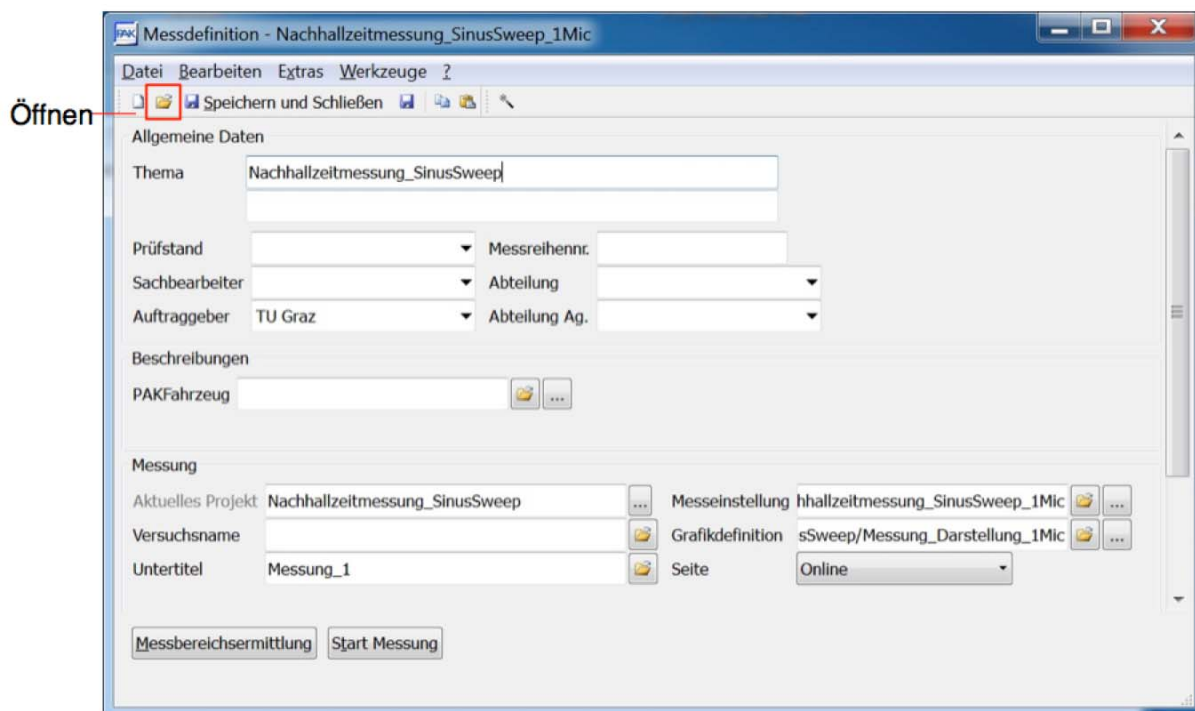 PAK Messdefinition - Nachhallzeitmessung_SinusSweep_1Mic
Datei Bearbeiten Extras Werkzeuge ?
Öffnen
Speichern und Schließen
Allgemeine Daten
Thema Nachhallzeitmessung_SinusSweep
Prüfstand Messreihennr.
Sachbearbeiter Abteilung
Auftraggeber TU Graz Abteilung Ag.
Beschreibungen
PAKFahrzeug ...
Messung
Aktuelles Projekt Nachhallzeitmessung_SinusSweep ... Messeinstellung hhallzeitmessung_SinusSweep_1Mic ...
Versuchsname Grafikdefinition sSweep/Messung_Darstellung_1Mic ...
Untertitel Messung_1 Seite Online
Messbereichsermittlung Start Messung